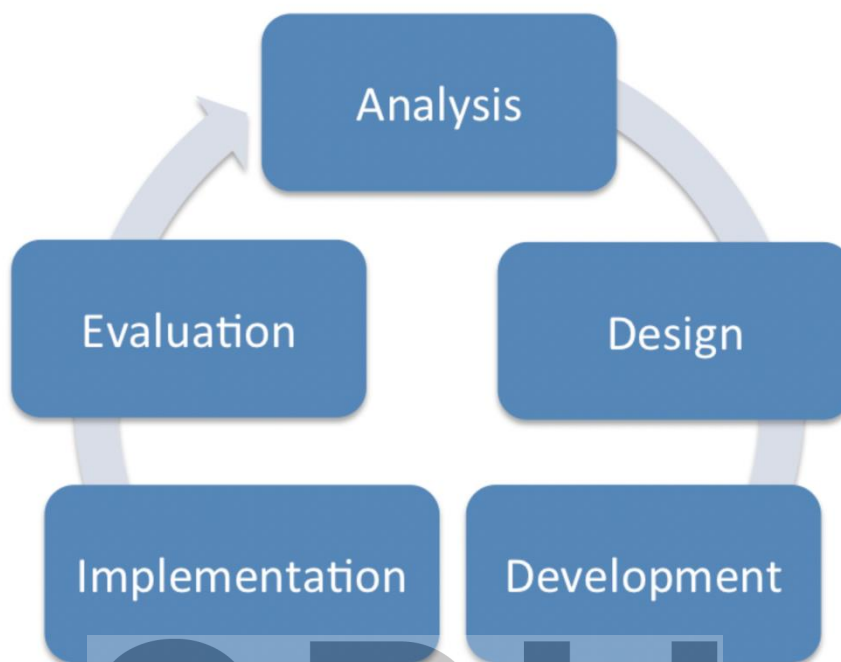 Analysis
Design
Development
Implementation
Evaluation